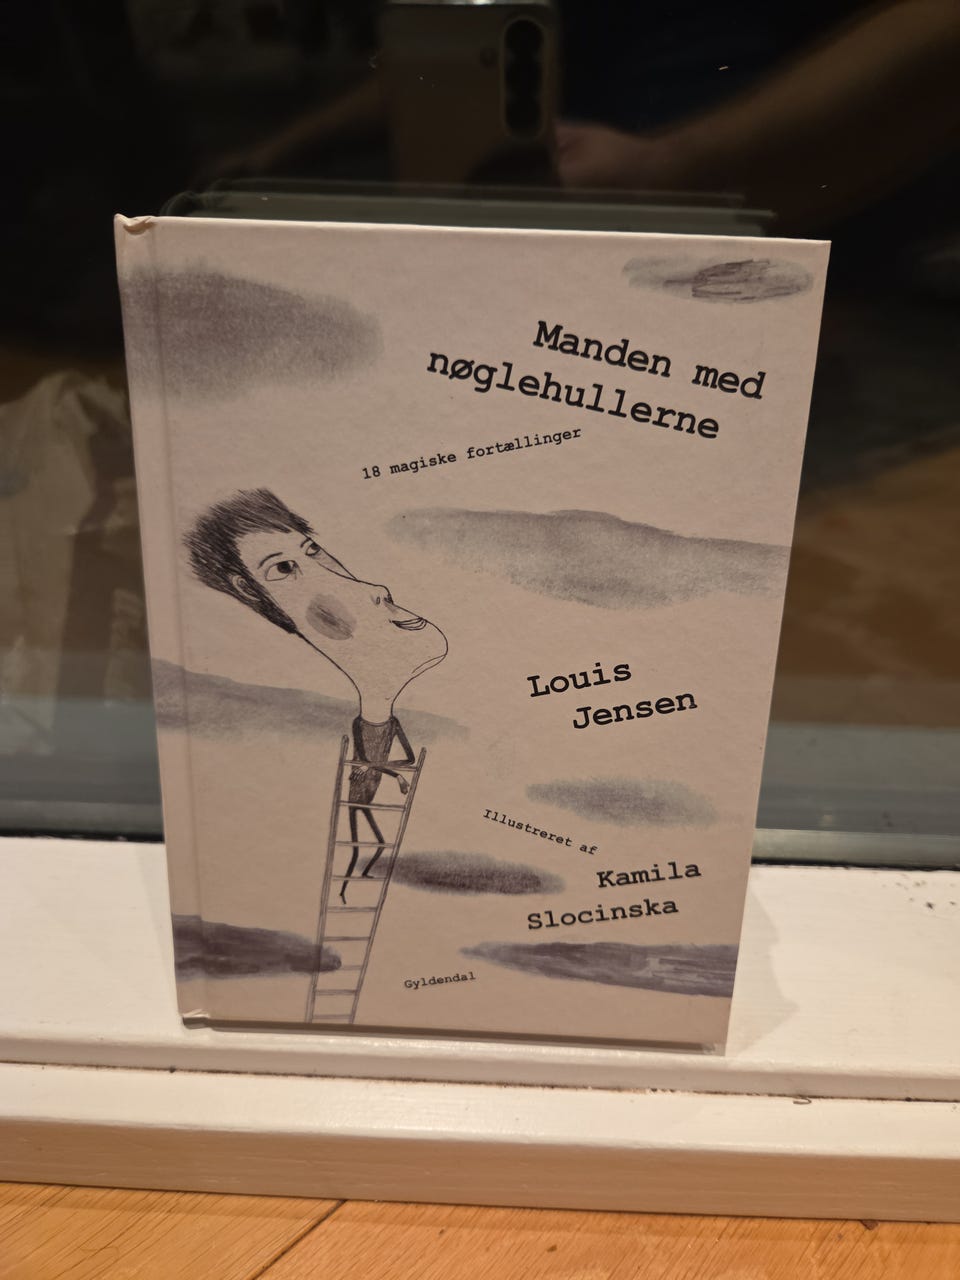 Manden med
nøglehullerne
18 magiske fortællinger
Louis
Jensen
Illustreret af
Kamila
Slocinska
Gyldendal